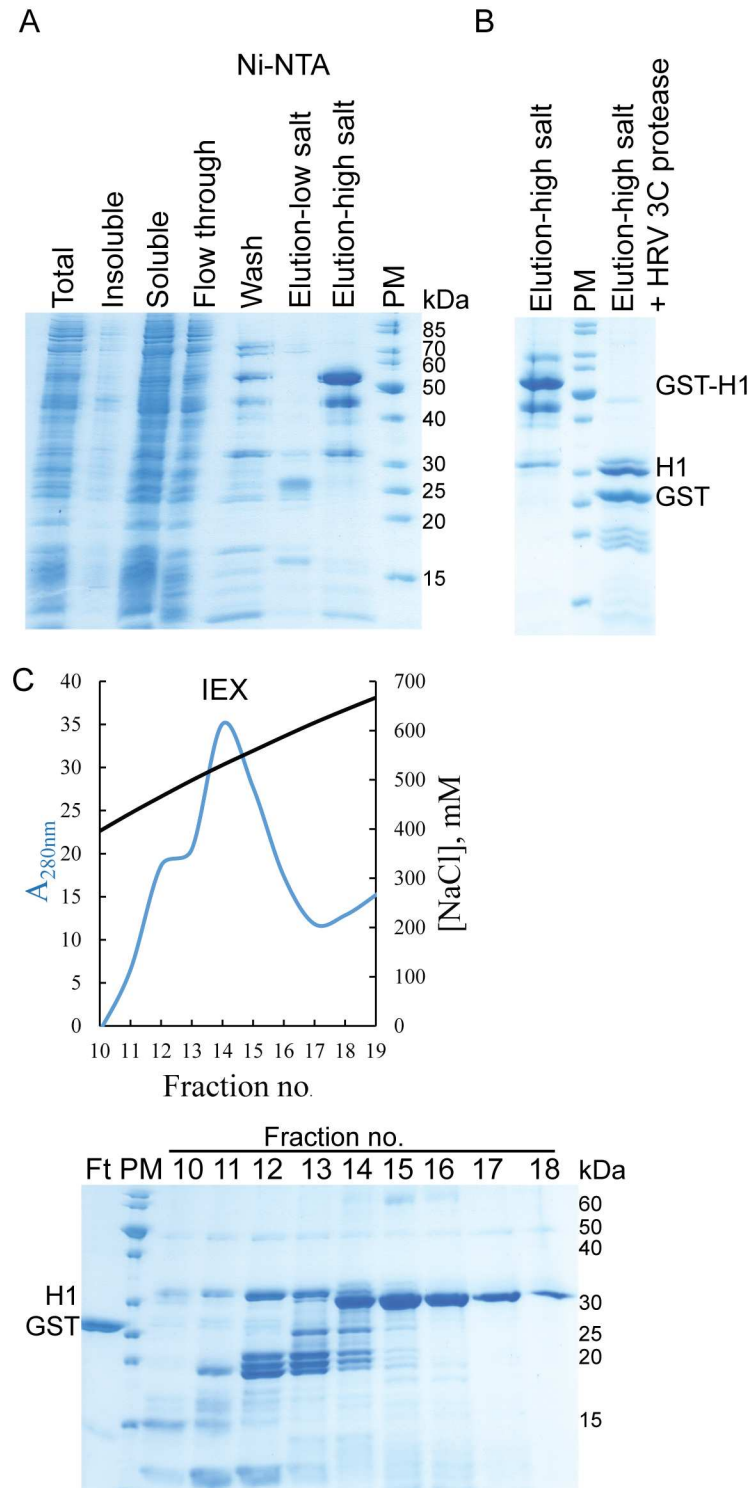 A
Ni-NTA
Total
Insoluble
Soluble
Flow through
Wash
Elution-low salt
Elution-high salt
PM
kDa
85
70
60
50
40
30
25
20
15
B
Elution-high salt
PM
Elution-high salt
+ HRV 3C protease
GST-H1
H1
GST
C
IEX
40
35
30
25
20
15
10
5
0
A280nm
700
600
500
400
300
200
100
0
[NaCl], mM
10 11 12 13 14 15 16 17 18 19
Fraction no.
Fraction no.
Ft PM 10 11 12 13 14 15 16 17 18 kDa
60
50
40
H1
30
GST
25
20
15